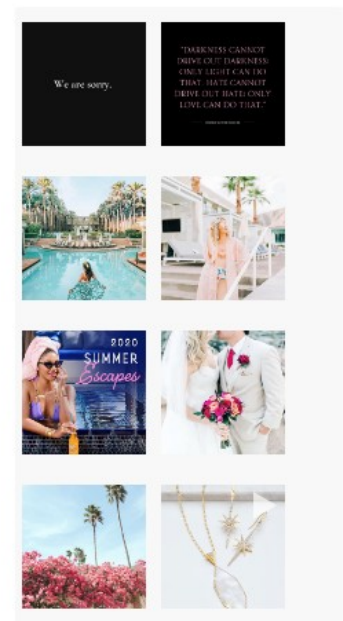 We are sorry.
"DARKNESS CANNOT
DRIVE OUT DARKNESS:
ONLY LIGHT CAN DO
THAT. HATE CANNOT
DRIVE OUT HATE; ONLY
LOVE CAN DO THAT."
2020
SUMMER
Escapes